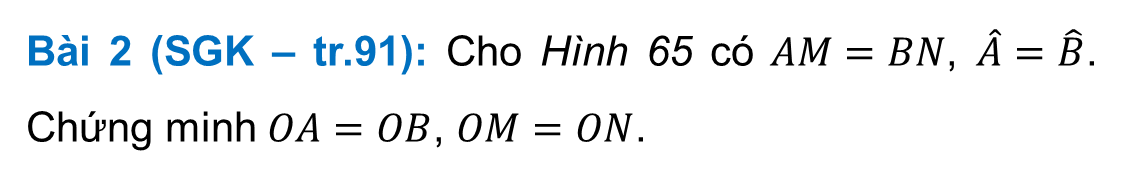 Bài 2 (SGK – tr.91): Cho Hình 65 có AM = BN, Â = B̂.
Chứng minh OA = OB, OM = ON.